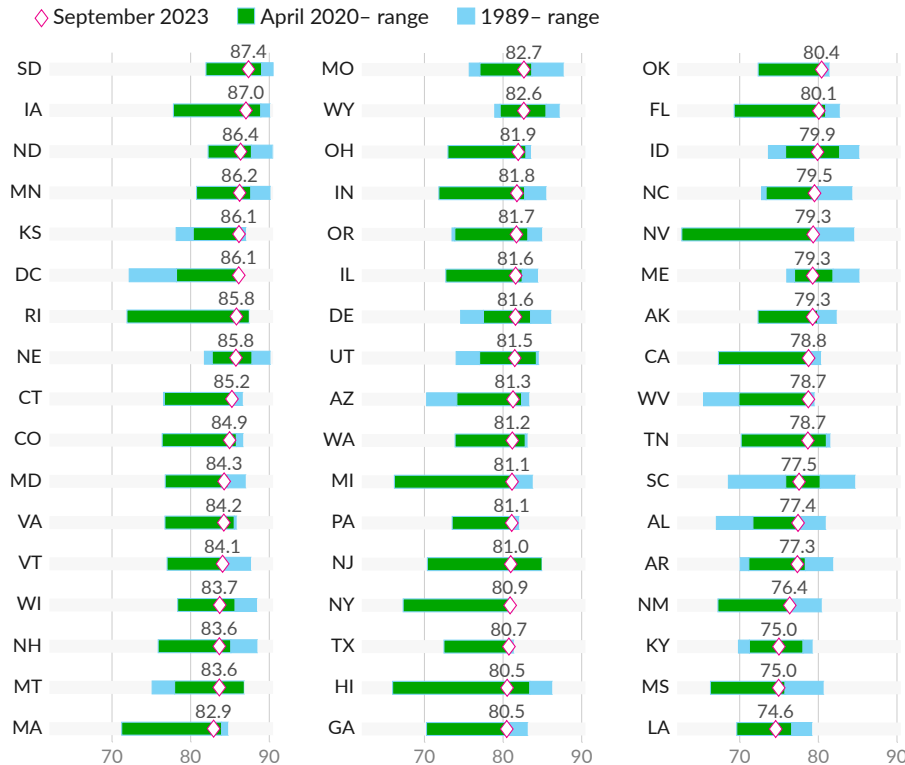 September 2023 April 2020– range 1989– range
SD 87.4
IA 87.0
ND 86.4
MN 86.2
KS 86.1
DC 86.1
RI 85.8
NE 85.8
CT 85.2
CO 84.9
MD 84.3
VA 84.2
VT 84.1
WI 83.7
NH 83.6
MT 83.6
MA 82.9
70 80 90
MO 82.7
WY 82.6
OH 81.9
IN 81.8
OR 81.7
IL 81.6
DE 81.6
UT 81.5
AZ 81.3
WA 81.2
MI 81.1
PA 81.1
NJ 81.0
NY 80.9
TX 80.7
HI 80.5
GA 80.5
70 80 90
OK 80.4
FL 80.1
ID 79.9
NC 79.5
NV 79.3
ME 79.3
AK 79.3
CA 78.8
WV 78.7
TN 78.7
SC 77.5
AL 77.4
AR 77.3
NM 76.4
KY 75.0
MS 75.0
LA 74.6
70 80 90